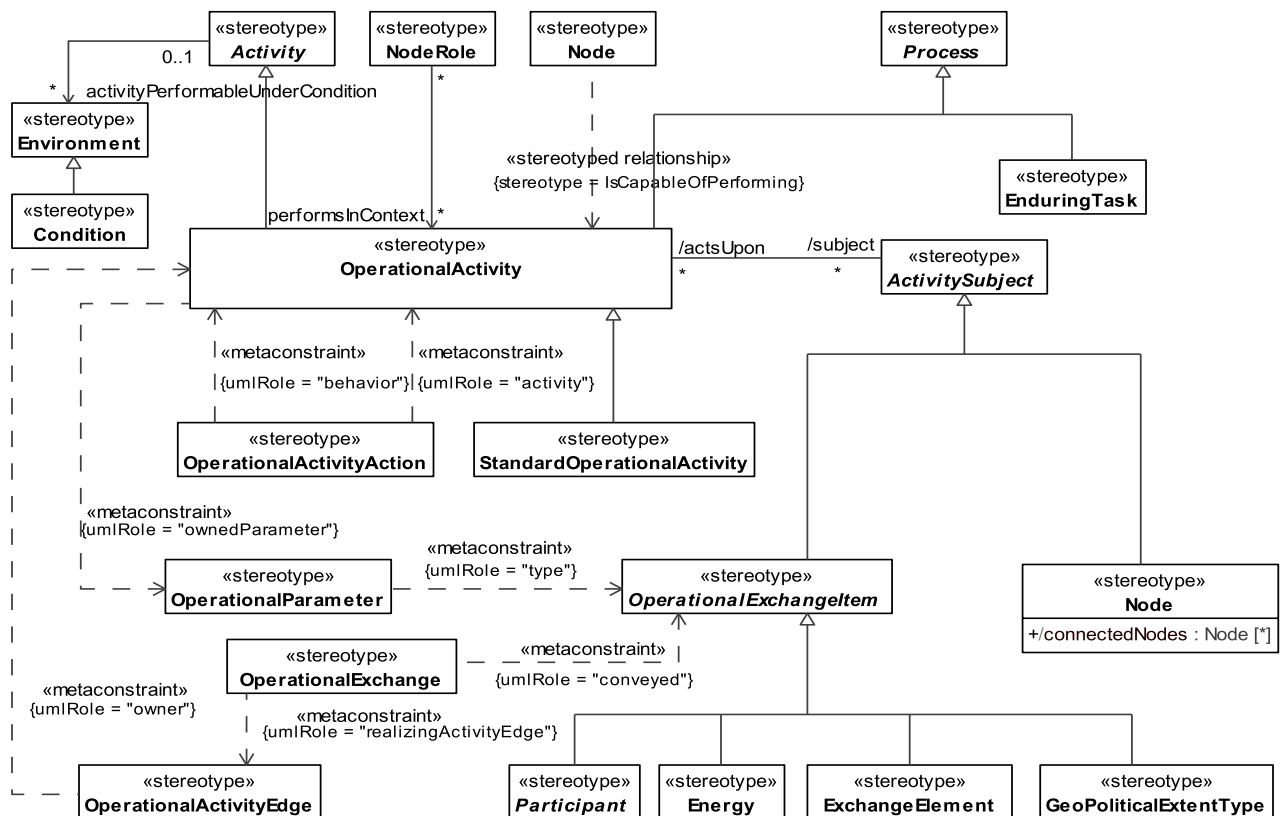 «stereotype»
Activity
«stereotype»
NodeRole
«stereotype»
Node
«stereotype»
Process
0..1
*
*
activityPerformableUnderCondition
«stereotype»
Environment
«stereotyped relationship»
{stereotype = IsCapableOfPerforming}
«stereotype»
EnduringTask
«stereotype»
Condition
performsInContext
*
«stereotype»
OperationalActivity
/actsUpon
*
/subject
*
«stereotype»
ActivitySubject
«metaconstraint»
{umlRole = "behavior"}
«metaconstraint»
{umlRole = "activity"}
«stereotype»
OperationalActivityAction
«stereotype»
StandardOperationalActivity
«metaconstraint»
{umlRole = "ownedParameter"}
«metaconstraint»
{umlRole = "type"}
«stereotype»
OperationalParameter
«stereotype»
OperationalExchangeItem
«stereotype»
Node
+/connectedNodes : Node [*]
«stereotype»
OperationalExchange
«metaconstraint»
{umlRole = "conveyed"}
«metaconstraint»
{umlRole = "owner"}
«metaconstraint»
{umlRole = "realizingActivityEdge"}
«stereotype»
OperationalActivityEdge
«stereotype»
Participant
«stereotype»
Energy
«stereotype»
ExchangeElement
«stereotype»
GeoPoliticalExtentType